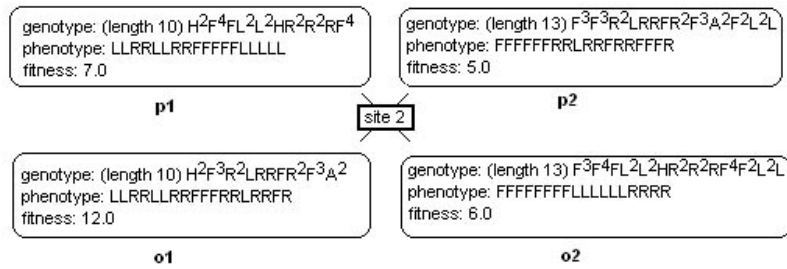 genotype: (length 10) H²F⁴FL²L²HR²R²RF⁴
phenotype: LLRRLLRRFFFFFLLLLL
fitness: 7.0
p1
genotype: (length 13) F³F³R²LRRFR²F³A²F²L²L
phenotype: FFFFFFRRLRRFRRFFFR
fitness: 5.0
p2
site 2
genotype: (length 10) H²F³R²LRRFR²F³A²
phenotype: LLRRLLRRFFFRRLRRFR
fitness: 12.0
o1
genotype: (length 13) F³F⁴FL²L²HR²R²RF⁴F²L²L
phenotype: FFFFFFFFLLLLLLRRRR
fitness: 6.0
o2